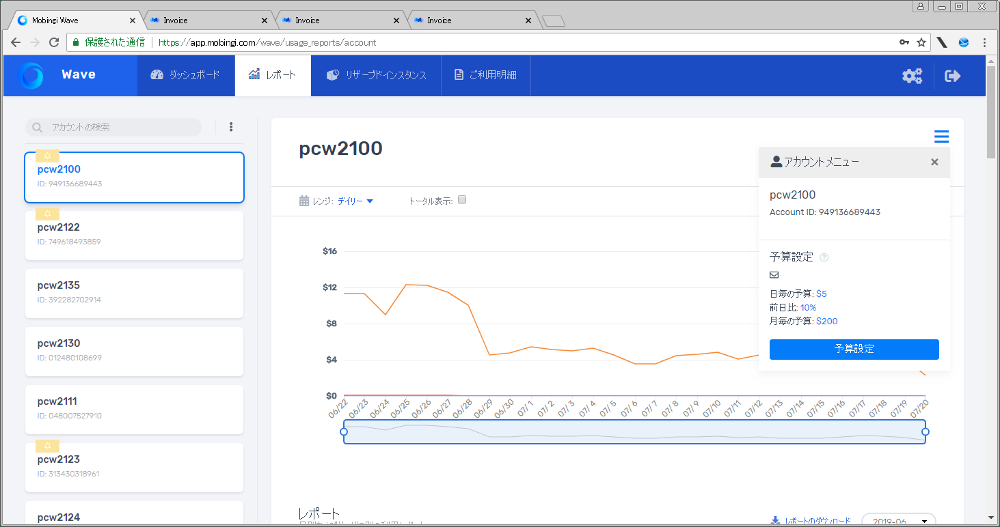 Mobingi Wave
Invoice
Invoice
Invoice
保護された通信
https://app.mobingi.com/wave/usage_reports/account
Wave
ダッシュボード
レポート
リザーブドインスタンス
ご利用明細
アカウントの検索
pcw2100
ID: 949136689443
pcw2122
ID: 749618493859
pcw2135
ID: 392282702914
pcw2130
ID: 012480108699
pcw2111
ID: 048007527910
pcw2123
ID: 313430318961
pcw2124
pcw2100
レンジ: デイリー
トータル表示:
アカウントメニュー
pcw2100
Account ID: 949136689443
予算設定
日毎の予算: $5
前日比: 10%
月毎の予算: $200
予算設定
$16
$12
$8
$4
$0
06/22 06/23 06/24 06/25 06/26 06/27 06/28 06/29 06/30 07/ 1 07/ 2 07/ 3 07/ 4 07/ 5 07/ 6 07/ 7 07/ 8 07/ 9 07/10 07/11 07/12 07/13 07/14 07/15 07/16 07/17 07/18 07/19 07/20
レポート
レポートのダウンロード
2019-06